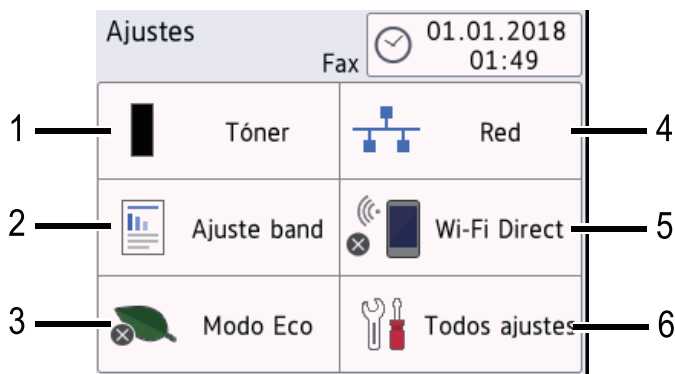 Ajustes
Fax
01.01.2018
01:49
1
Tóner
Red
4
2
Ajuste band
Wi-Fi Direct
5
3
Modo Eco
Todos ajustes
6